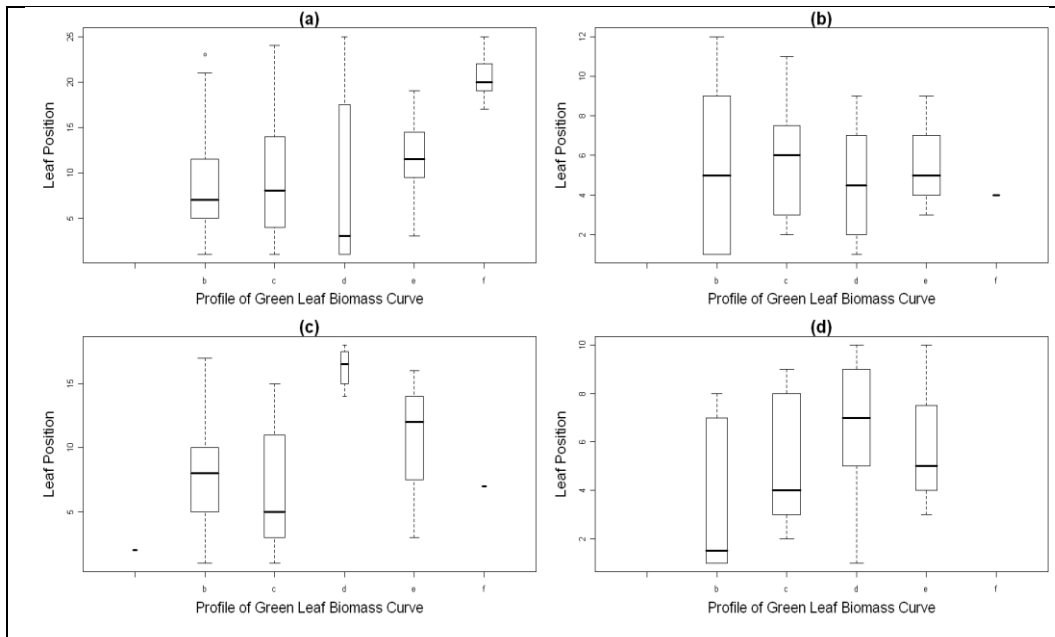 (a)
25
20
15
10
5
Leaf Position
b c d e f
Profile of Green Leaf Biomass Curve
(b)
12
10
8
6
4
2
Leaf Position
b c d e f
Profile of Green Leaf Biomass Curve
(c)
15
10
5
Leaf Position
b c d e f
Profile of Green Leaf Biomass Curve
(d)
10
8
6
4
2
Leaf Position
b c d e f
Profile of Green Leaf Biomass Curve